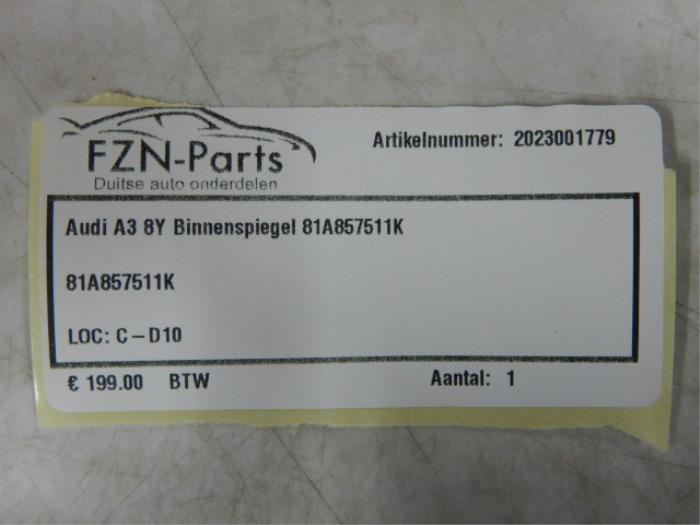 FZN-Parts
Duitse auto onderdelen
Artikelnummer: 2023001779
Audi A3 8Y Binnenspiegel 81A857511K
81A857511K
LOC: C-D10
€ 199.00 BTW
Aantal: 1